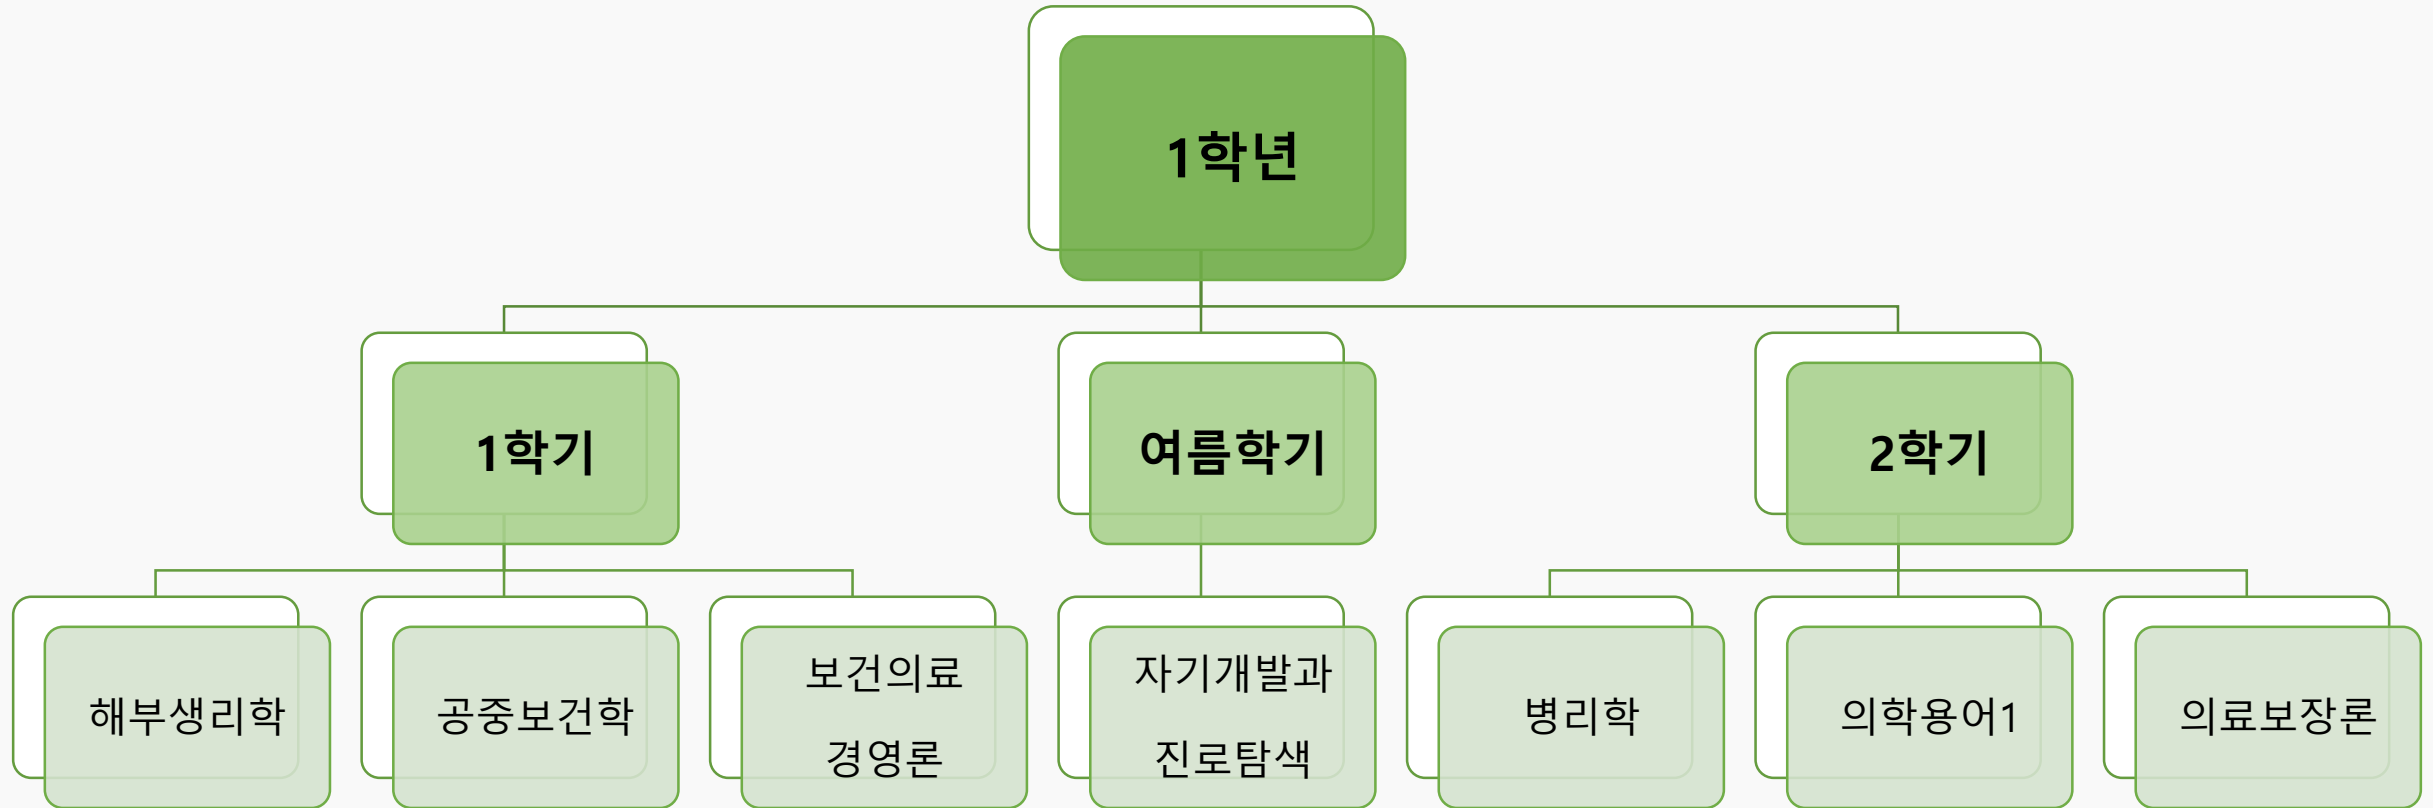 1학년
1학기
여름학기
2학기
해부생리학
공중보건학
보건의료
경영론
자기개발과
진로탐색
병리학
의학용어1
의료보장론